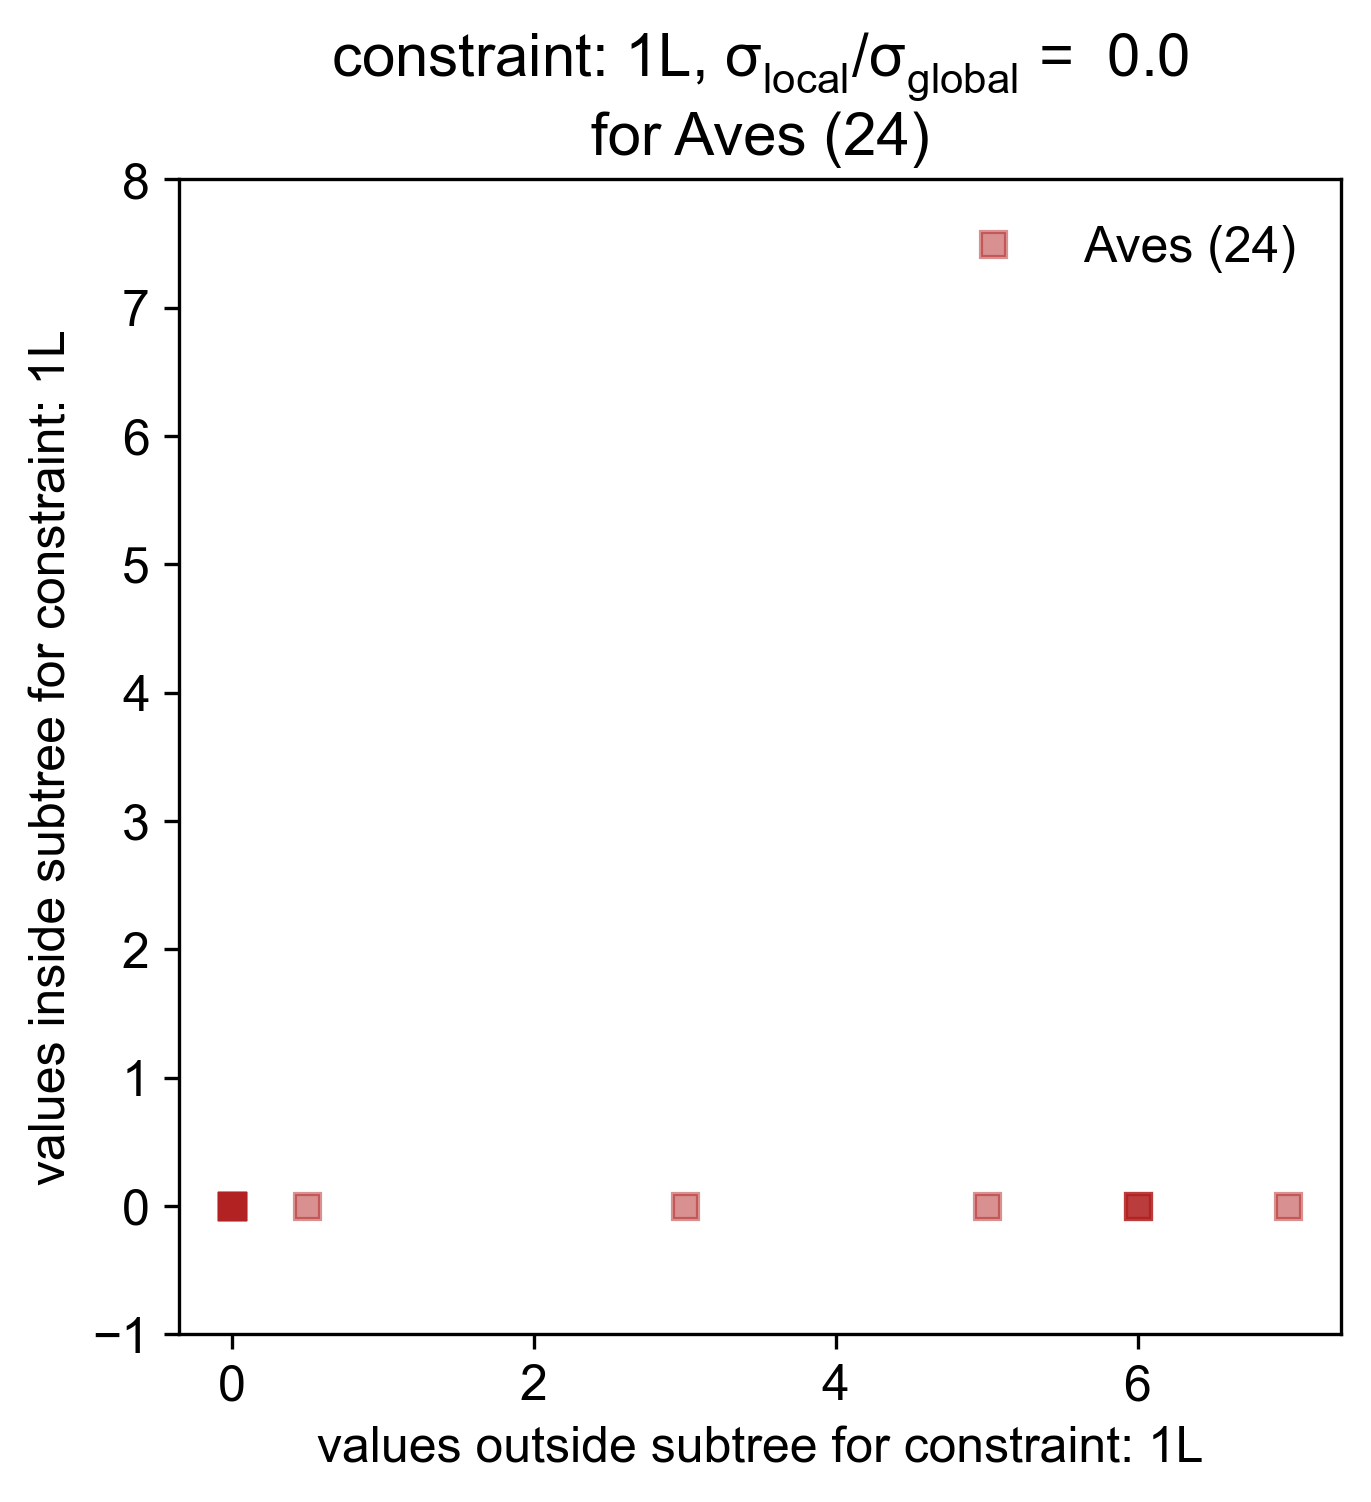 constraint: 1L, σlocal/σglobal = 0.0
for Aves (24)
8
Aves (24)
7
6
5
4
3
2
1
0
−1
values inside subtree for constraint: 1L
0 2 4 6
values outside subtree for constraint: 1L